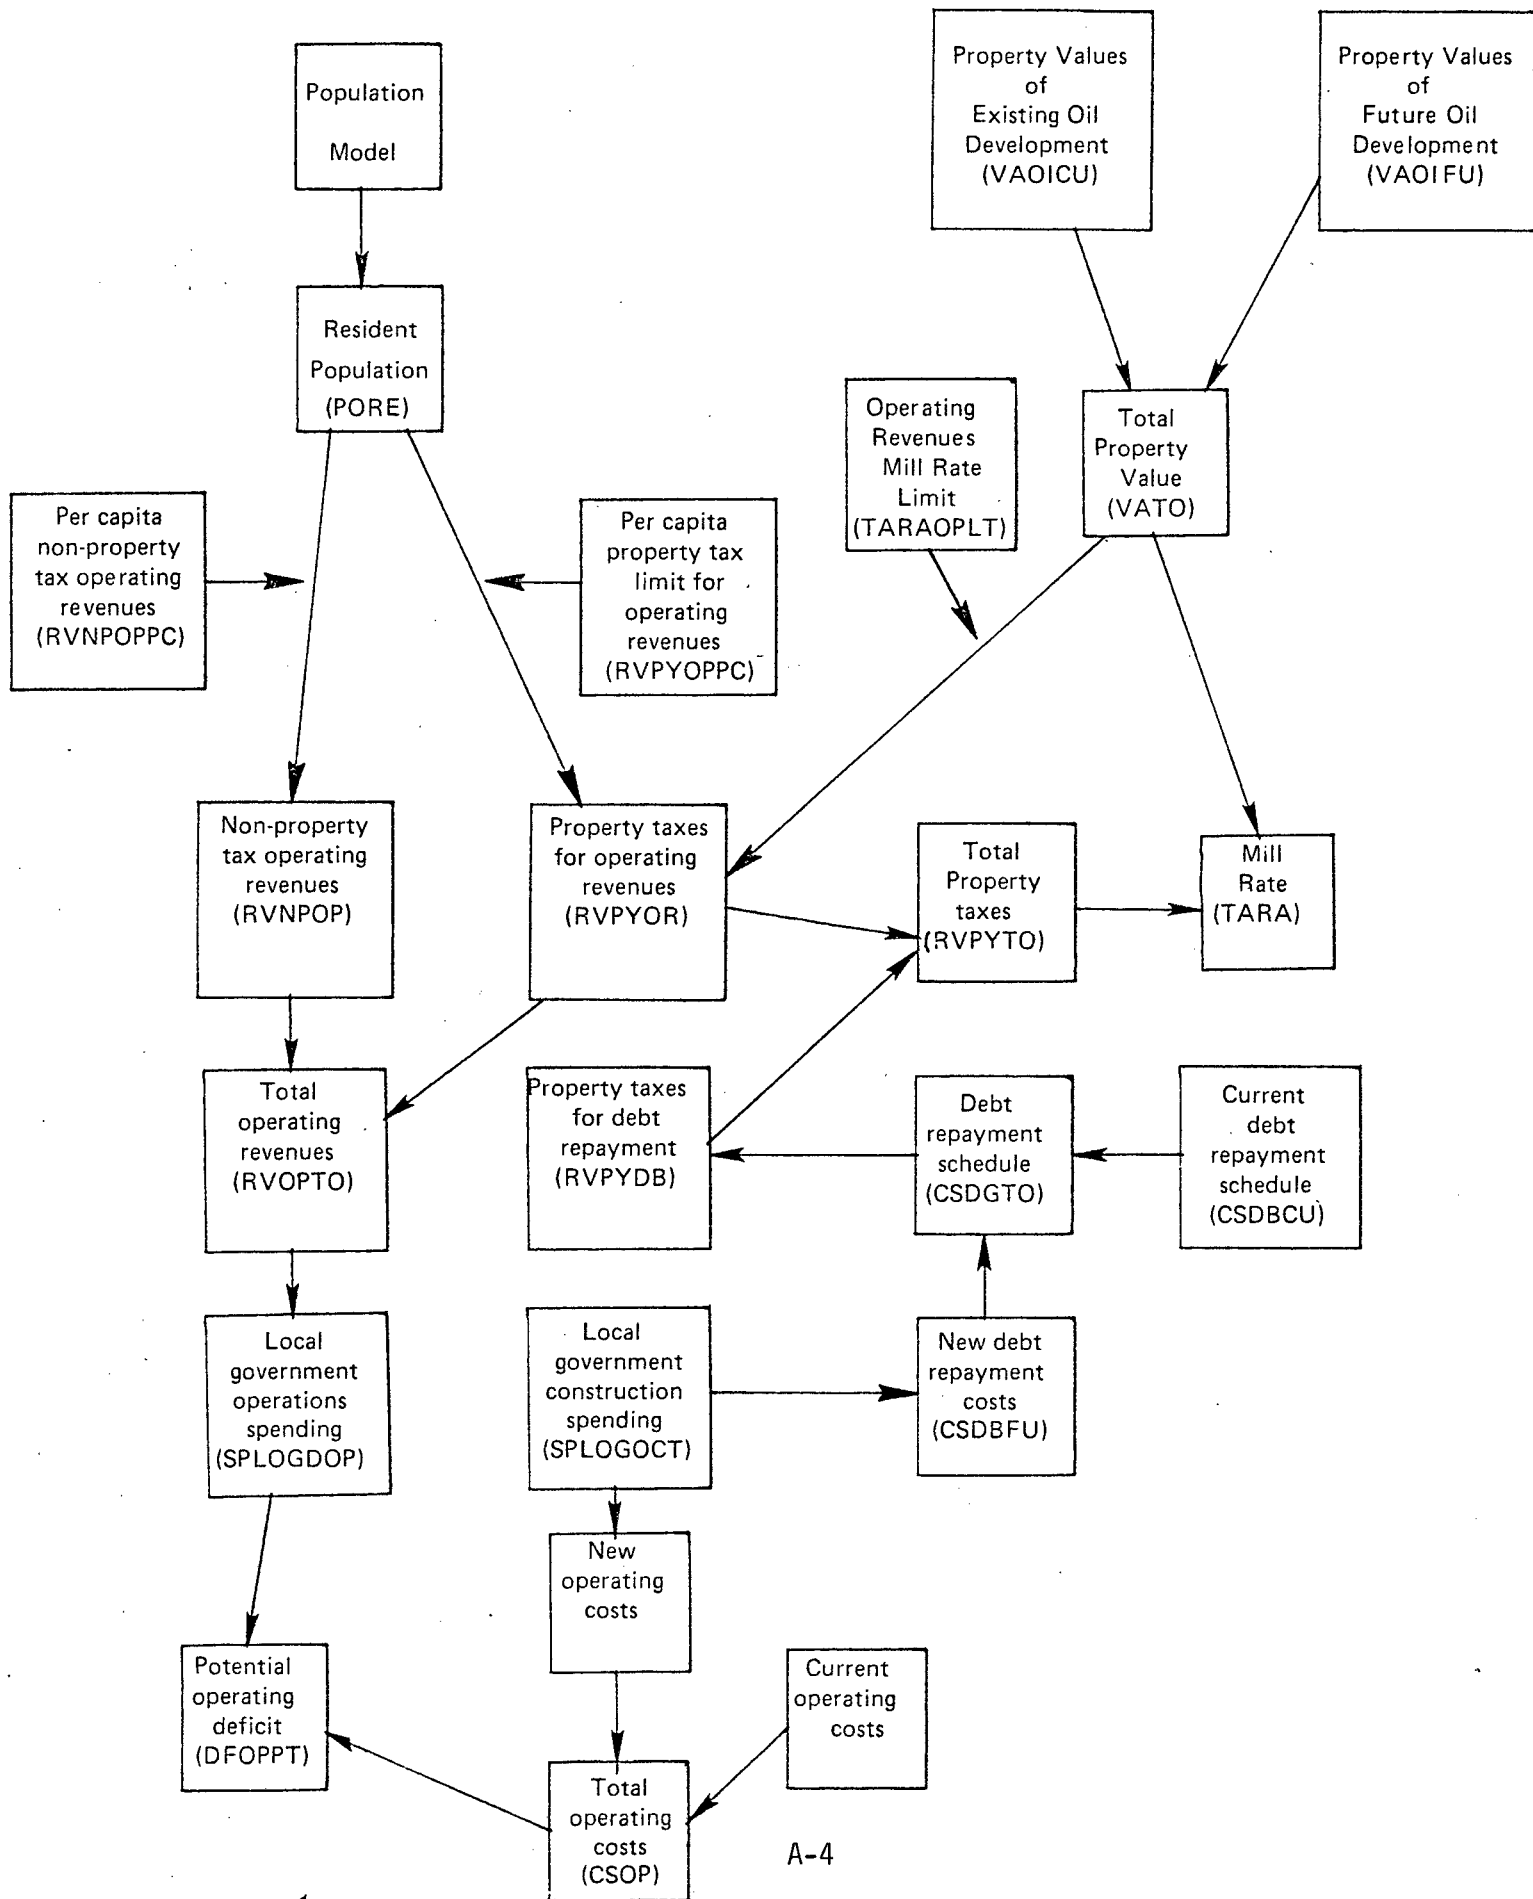 Population
Model
Property Values
of
Existing Oil
Development
(VAOICU)
Property Values
of
Future Oil
Development
(VAOIFU)
Resident
Population
(PORE)
Operating
Revenues
Mill Rate
Limit
(TARAOPLT)
Total
Property
Value
(VATO)
Per capita
non-property
tax operating
revenues
(RVNPOPPC)
Per capita
property tax
limit for
operating
revenues
(RVPYOPPC)
Non-property
tax operating
revenues
(RVNPOP)
Property taxes
for operating
revenues
(RVPYOR)
Total
Property
taxes
(RVPYTO)
Mill
Rate
(TARA)
Total
operating
revenues
(RVOPTO)
Property taxes
for debt
repayment
(RVPYDB)
Debt
repayment
schedule
(CSDGTO)
Current
debt
repayment
schedule
(CSDBCU)
Local
government
operations
spending
(SPLOGDOP)
Local
government
construction
spending
(SPLOGOCT)
New debt
repayment
costs
(CSDBFU)
New
operating
costs
Potential
operating
deficit
(DFOPPT)
Current
operating
costs
Total
operating
costs
(CSOP)
A-4